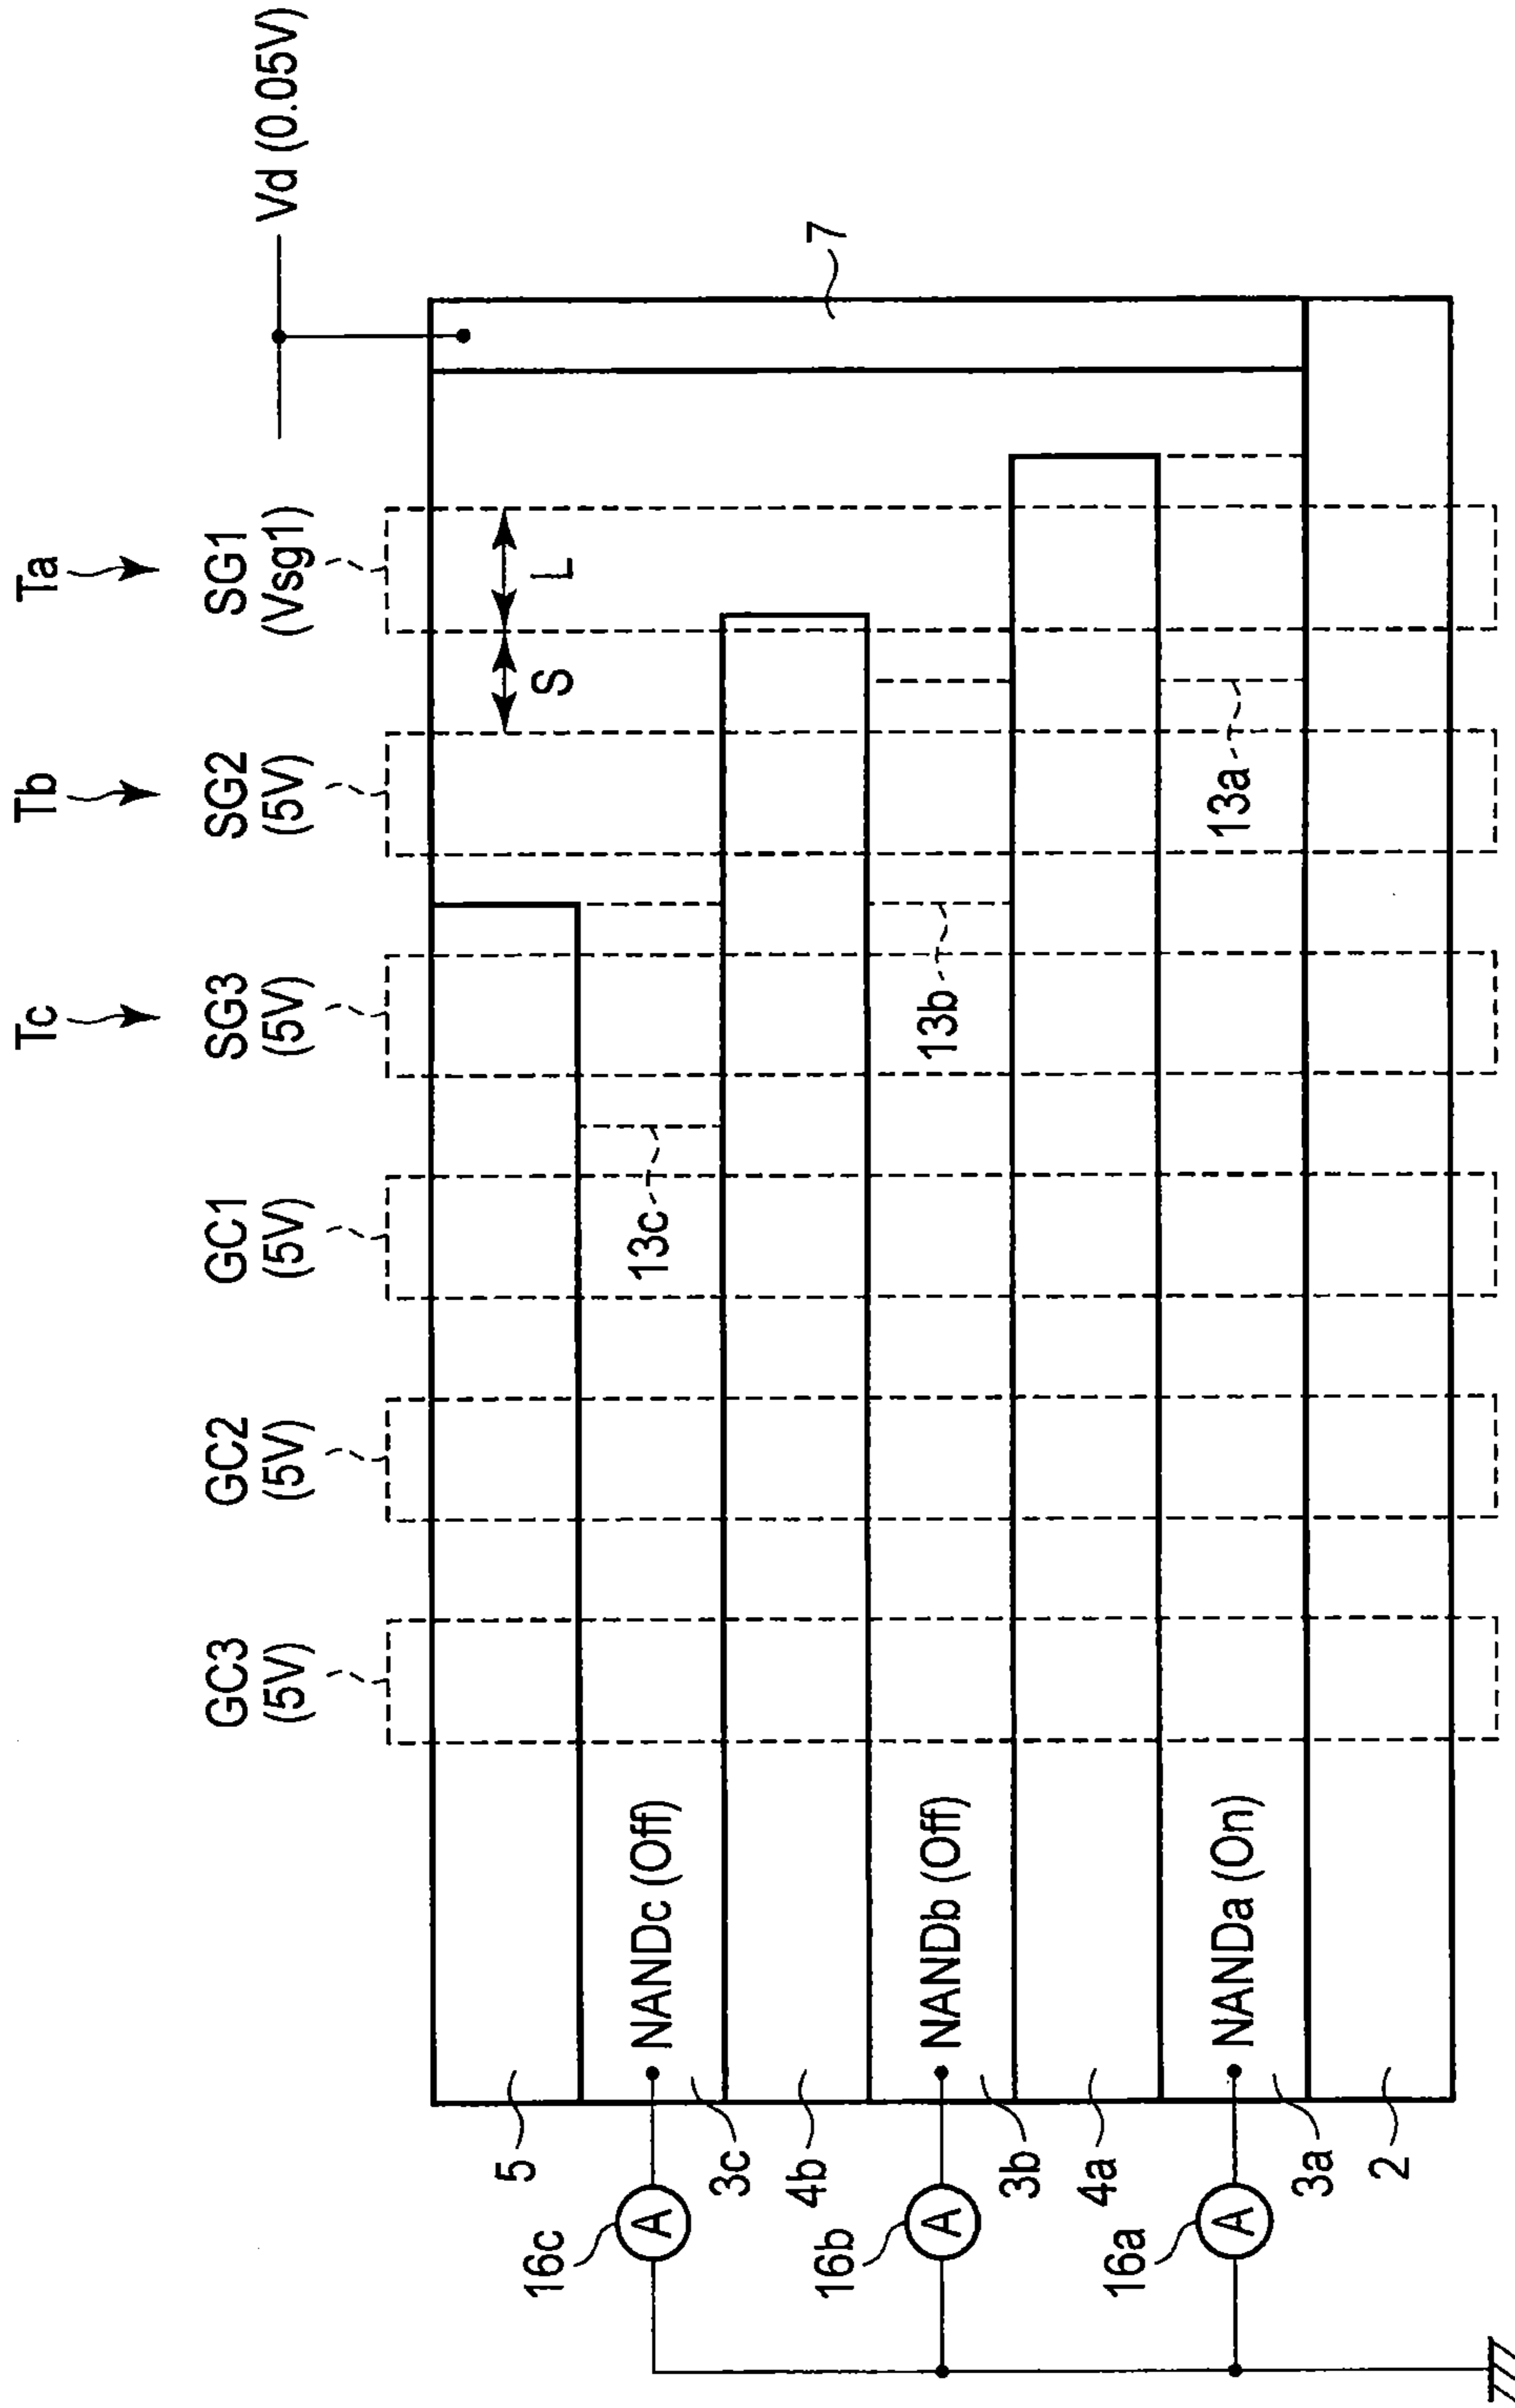 Vd (0.05V)
Ta
Tb
Tc
SG1
(Vsg1)
SG2
(5V)
SG3
(5V)
GC1
(5V)
GC2
(5V)
GC3
(5V)
7
L
S
13a
13b
13c
NANDc (Off)
NANDb (Off)
NANDa (On)
5
3c
4b
3b
4a
3a
2
A
A
A
16c
16b
16a